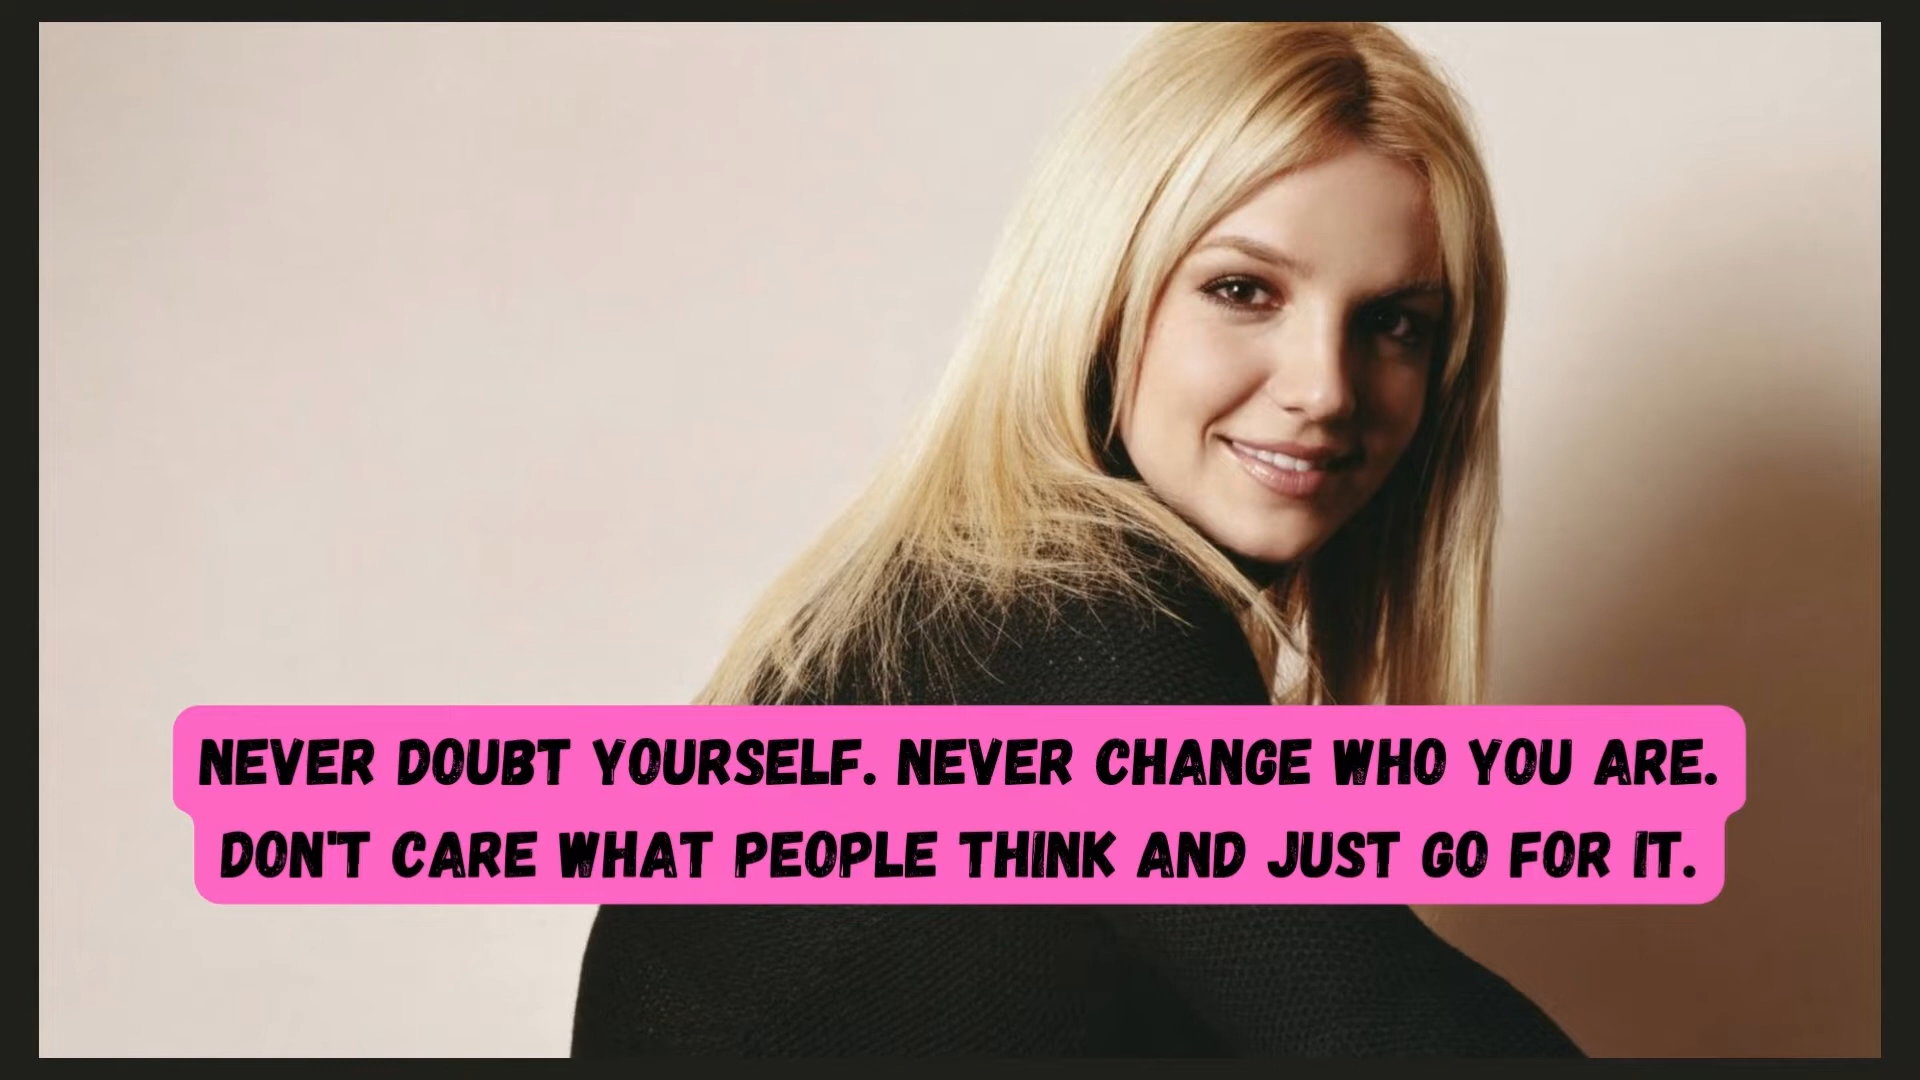 NEVER DOUBT YOURSELF. NEVER CHANGE WHO YOU ARE.
DON'T CARE WHAT PEOPLE THINK AND JUST GO FOR IT.